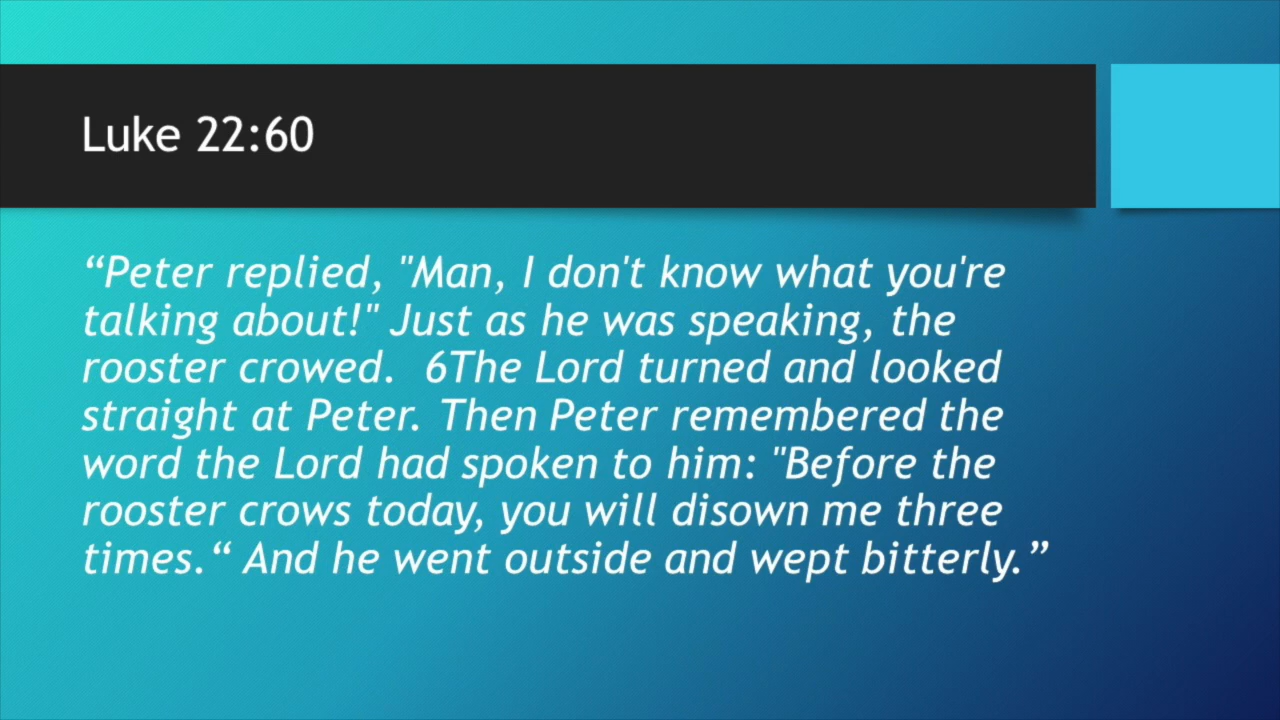 Luke 22:60
“Peter replied, "Man, I don't know what you're
talking about!" Just as he was speaking, the
rooster crowed.  6The Lord turned and looked
straight at Peter. Then Peter remembered the
word the Lord had spoken to him: "Before the
rooster crows today, you will disown me three
times.“ And he went outside and wept bitterly.”